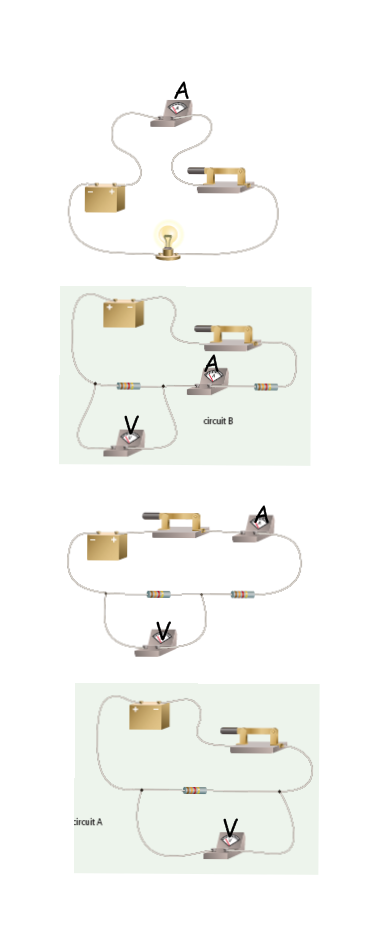 A
- +
+ -
A
V
circuit B
- +
A
V
+ -
circuit A
V